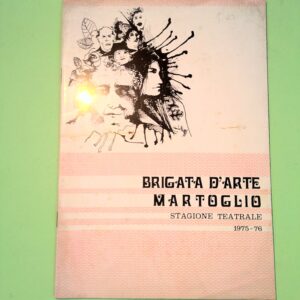 BRIGATA D'ARTE
MARTOGLIO
STAGIONE TEATRALE
1975-76